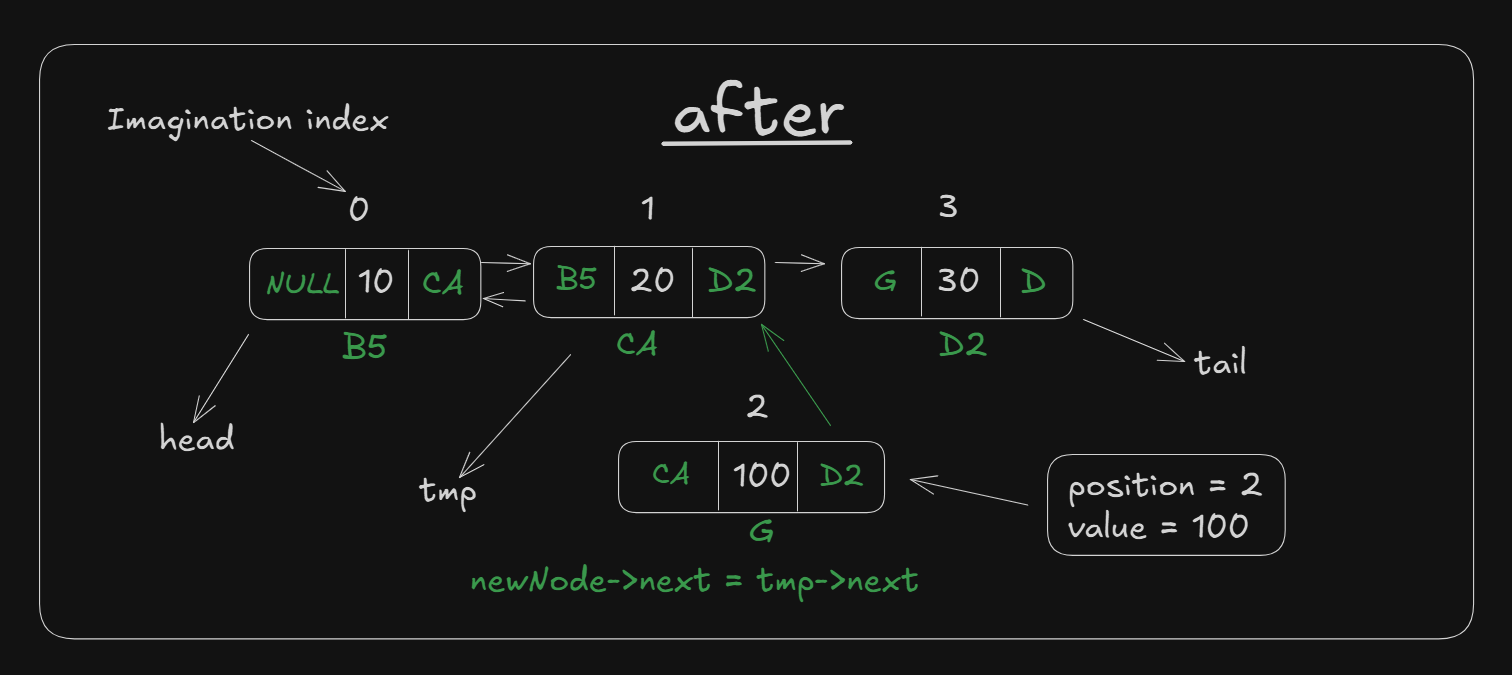 after
Imagination index
0
1
3
NULL 10 CA
B5 20 D2
G 30 D
B5
CA
D2
tail
head
2
tmp
CA 100 D2
position = 2
value = 100
G
newNode->next = tmp->next